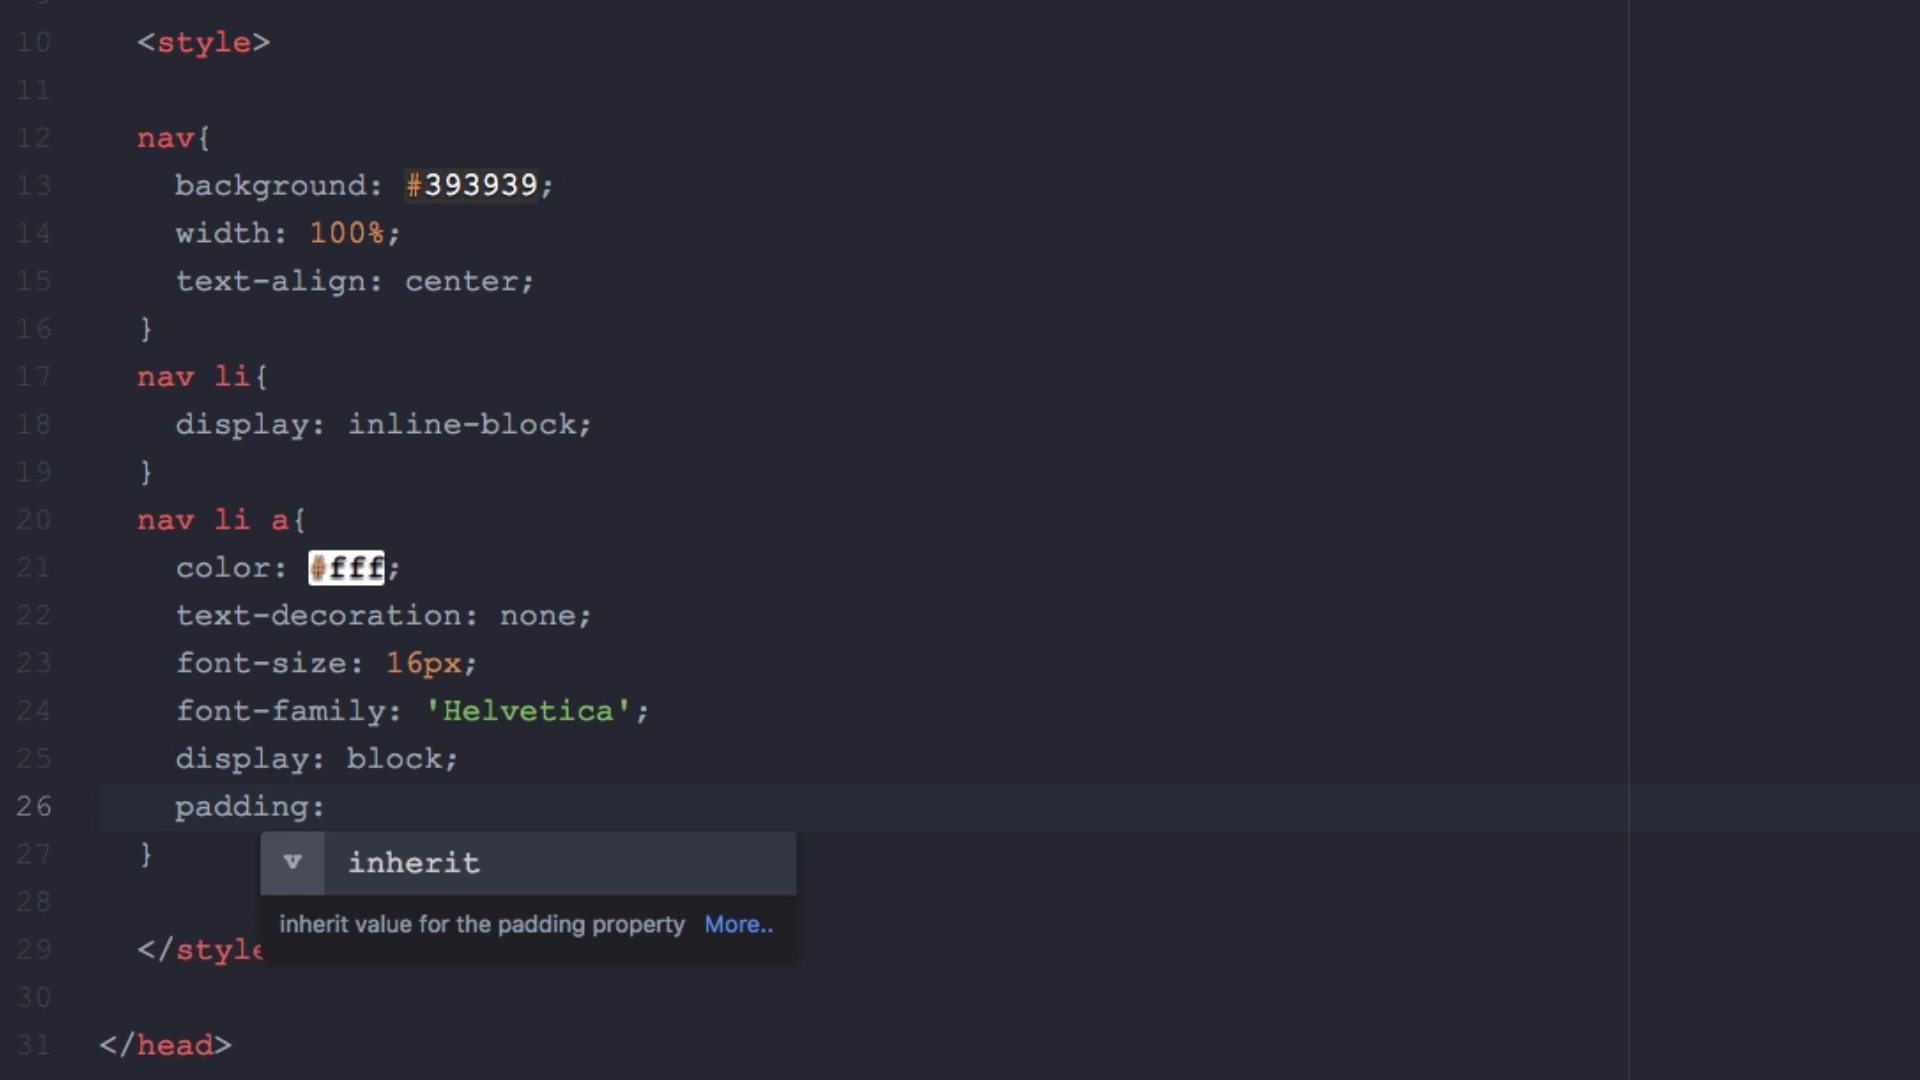 10 <style>
11
12 nav{
13 background: #393939;
14 width: 100%;
15 text-align: center;
16 }
17 nav li{
18 display: inline-block;
19 }
20 nav li a{
21 color: #fff;
22 text-decoration: none;
23 font-size: 16px;
24 font-family: 'Helvetica';
25 display: block;
26 padding:
27 }
v inherit
28
inherit value for the padding property More..
29 </style
30
31 </head>